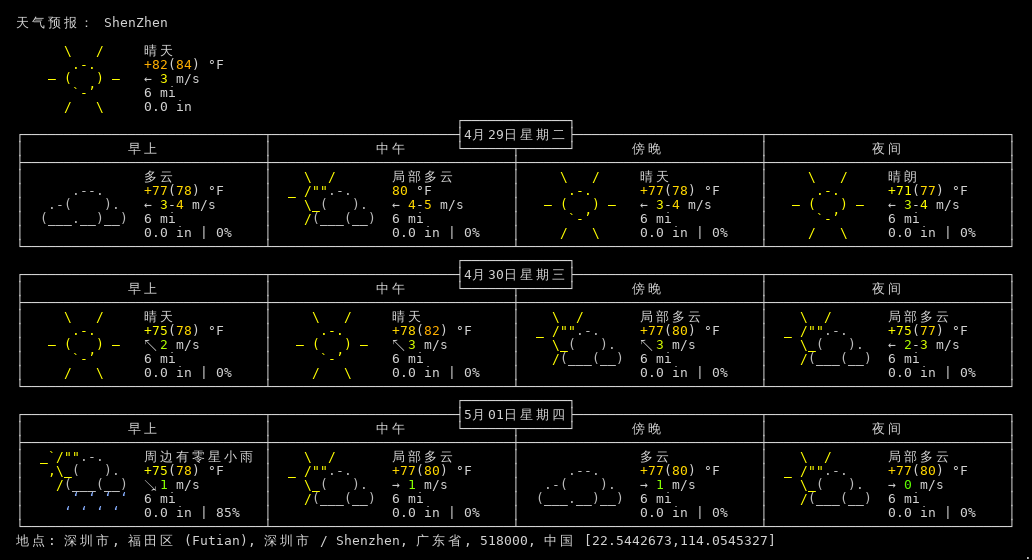 天气预报： ShenZhen
晴天
+82(84) °F
← 3 m/s
6 mi
0.0 in
4月29日星期二
早上 中午 傍晚 夜间
多云 局部多云 晴天 晴朗
+77(78) °F 80 °F +77(78) °F +71(77) °F
← 3-4 m/s ← 4-5 m/s ← 3-4 m/s ← 3-4 m/s
6 mi 6 mi 6 mi 6 mi
0.0 in | 0% 0.0 in | 0% 0.0 in | 0% 0.0 in | 0%
4月30日星期三
早上 中午 傍晚 夜间
晴天 晴天 局部多云 局部多云
+75(78) °F +78(82) °F +77(80) °F +75(77) °F
↖ 2 m/s ↖ 3 m/s ↖ 3 m/s ← 2-3 m/s
6 mi 6 mi 6 mi 6 mi
0.0 in | 0% 0.0 in | 0% 0.0 in | 0% 0.0 in | 0%
5月01日星期四
早上 中午 傍晚 夜间
周边有零星小雨 局部多云 多云 局部多云
+75(78) °F +77(80) °F +77(80) °F +77(80) °F
↘ 1 m/s → 1 m/s → 1 m/s → 0 m/s
6 mi 6 mi 6 mi 6 mi
0.0 in | 85% 0.0 in | 0% 0.0 in | 0% 0.0 in | 0%
地点: 深圳市, 福田区 (Futian), 深圳市 / Shenzhen, 广东省, 518000, 中国 [22.5442673,114.0545327]